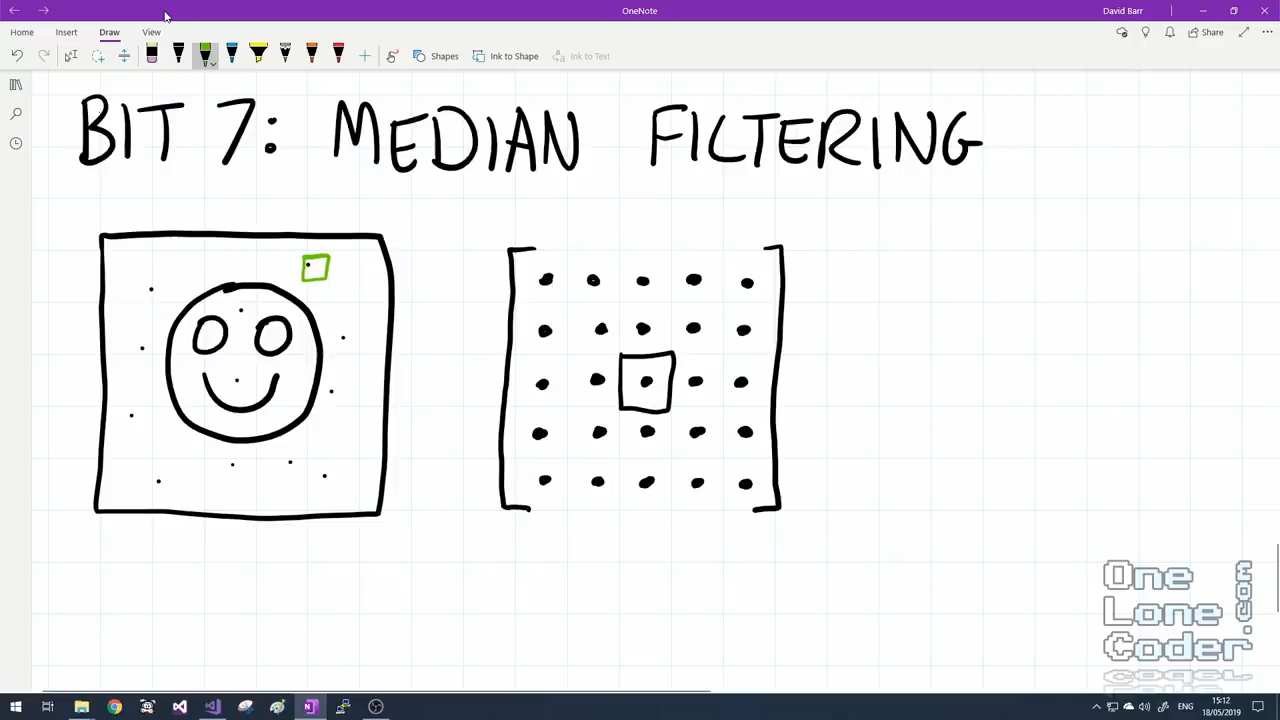 OneNote
David Barr
Home Insert Draw View
Share
Shapes Ink to Shape Ink to Text
BIT 7: MEDIAN FILTERING
One
Lone
Coder
.com
ENG
15:12
18/05/2019